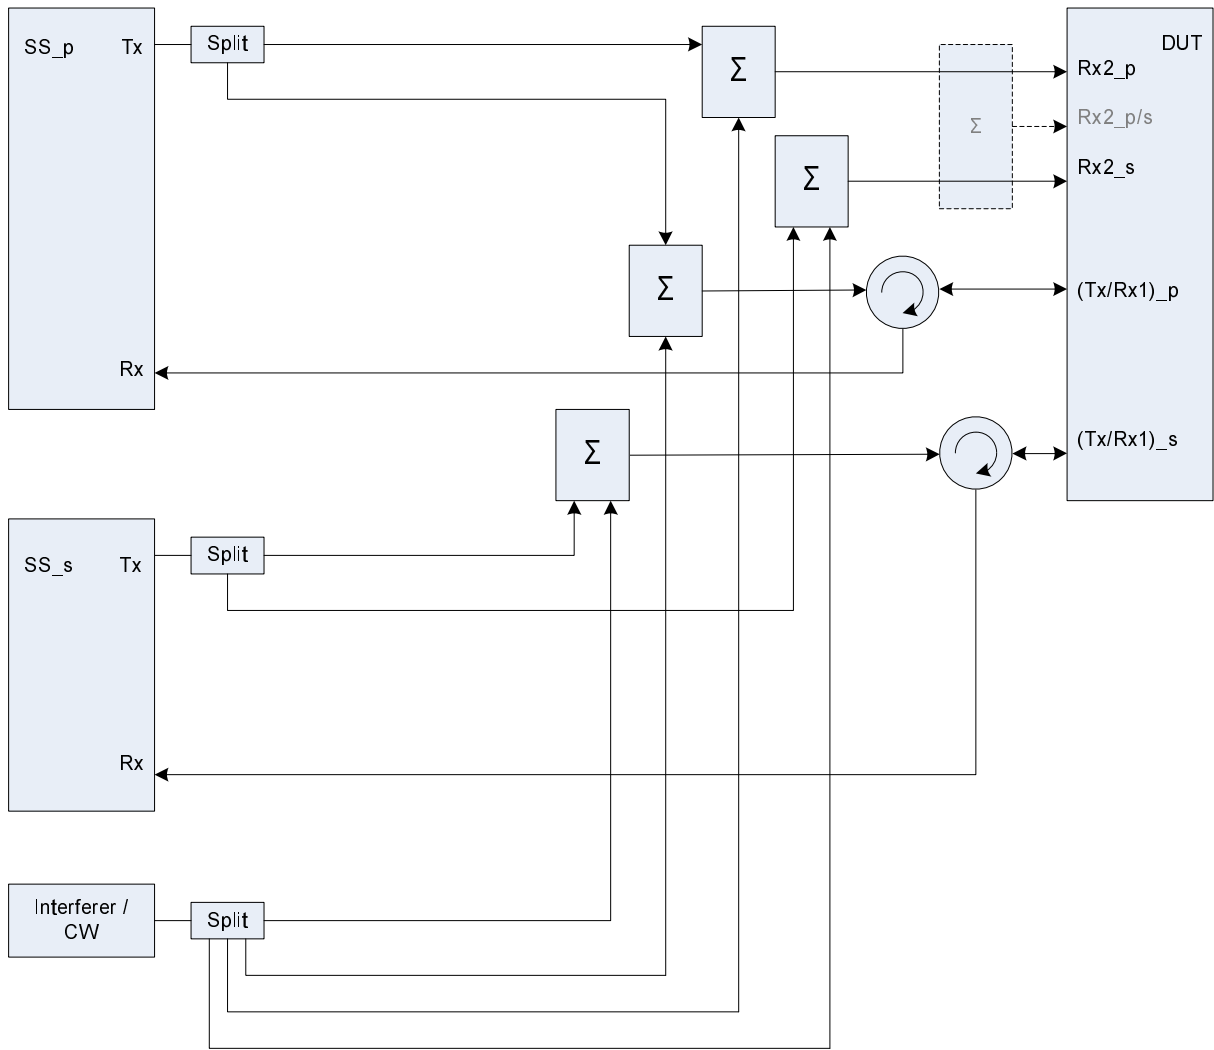 SS_p
Tx
Split
Σ
DUT
Rx2_p
Σ
Rx2_p/s
Σ
Rx2_s
Σ
(Tx/Rx1)_p
Rx
Σ
(Tx/Rx1)_s
SS_s
Tx
Split
Rx
Interferer /
CW
Split